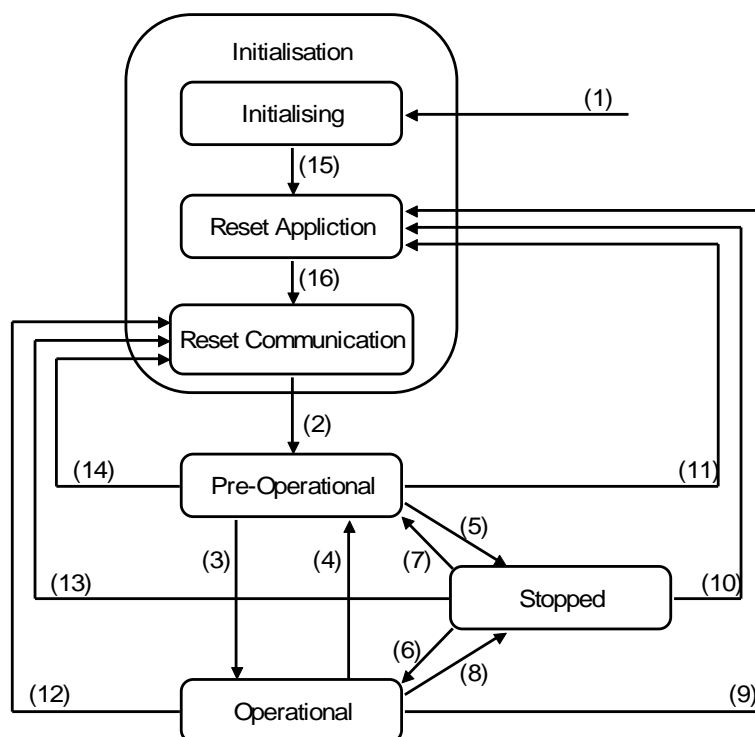 Initialisation
Initialising
(1)
(15)
Reset Appliction
(16)
Reset Communication
(2)
(14)
Pre-Operational
(11)
(3)
(4)
(5)
(7)
(13)
Stopped
(10)
(6)
(8)
(12)
Operational
(9)